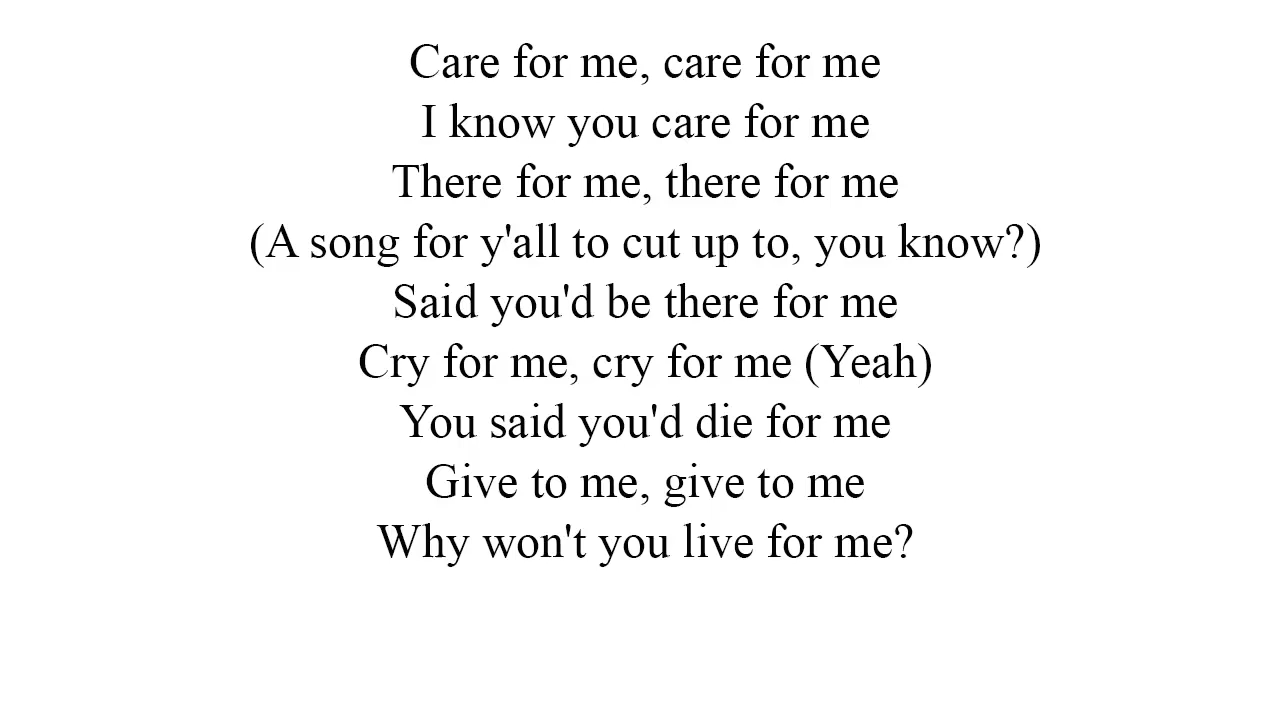 Care for me, care for me
I know you care for me
There for me, there for me
(A song for y'all to cut up to, you know?)
Said you'd be there for me
Cry for me, cry for me (Yeah)
You said you'd die for me
Give to me, give to me
Why won't you live for me?